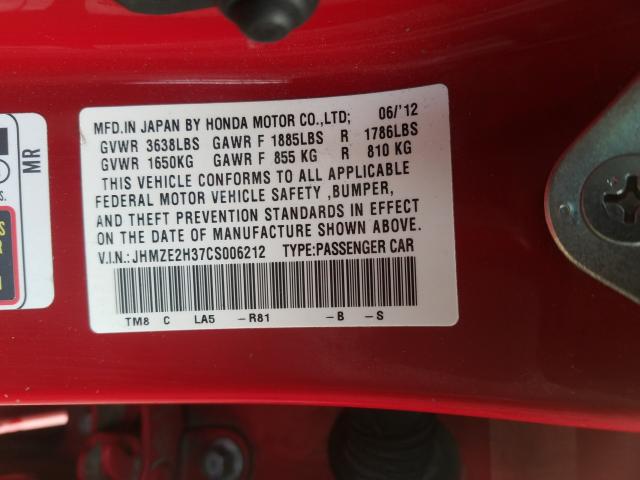 MFD.IN JAPAN BY HONDA MOTOR CO.,LTD; 06/'12
GVWR 3638LBS GAWR F 1885LBS R 1786LBS
GVWR 1650KG GAWR F 855 KG R 810 KG
THIS VEHICLE CONFORMS TO ALL APPLICABLE
FEDERAL MOTOR VEHICLE SAFETY ,BUMPER,
AND THEFT PREVENTION STANDARDS IN EFFECT
ON THE DATE OF MANUFACTURE SHOWN ABOVE.
V.I.N.:JHMZE2H37CS006212 TYPE:PASSENGER CAR
TM8 C LA5 -R81 -B -S
MR
S.